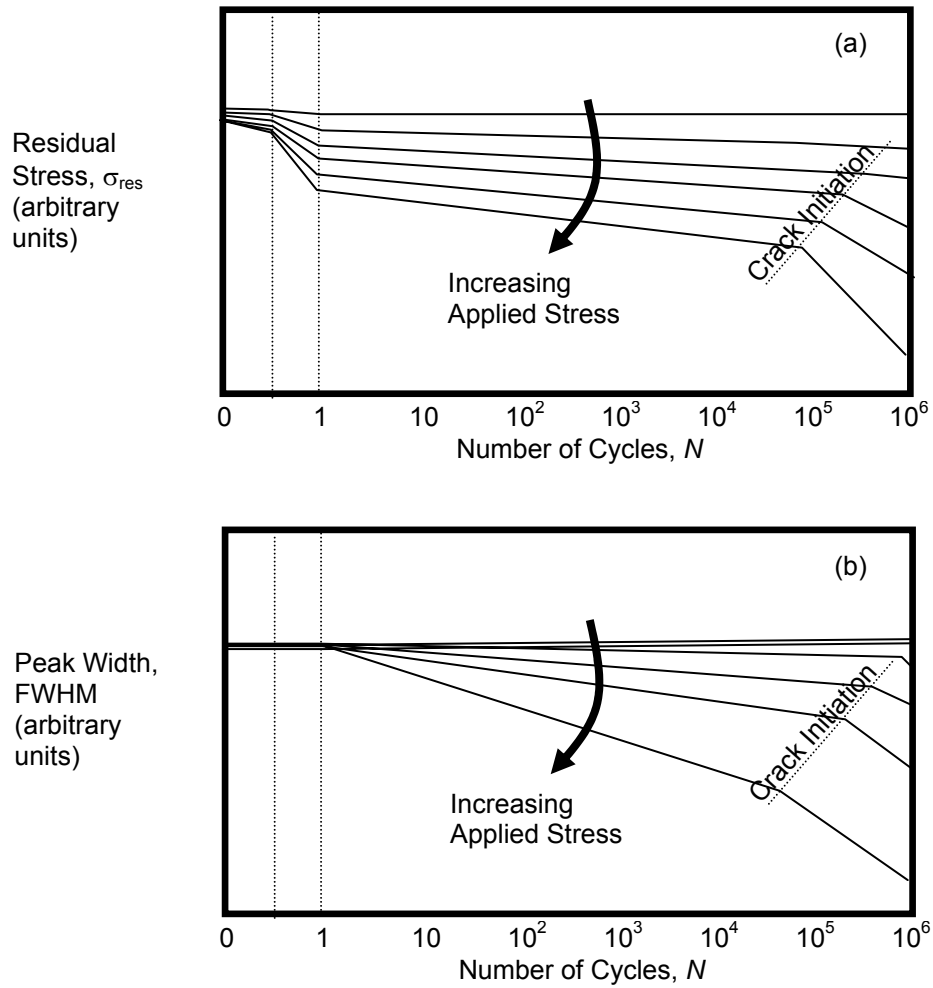 (a)
Residual
Stress, σres
(arbitrary
units)
Crack Initiation
Increasing
Applied Stress
0 1 10 10² 10³ 10⁴ 10⁵ 10⁶
Number of Cycles, N
(b)
Peak Width,
FWHM
(arbitrary
units)
Crack Initiation
Increasing
Applied Stress
0 1 10 10² 10³ 10⁴ 10⁵ 10⁶
Number of Cycles, N